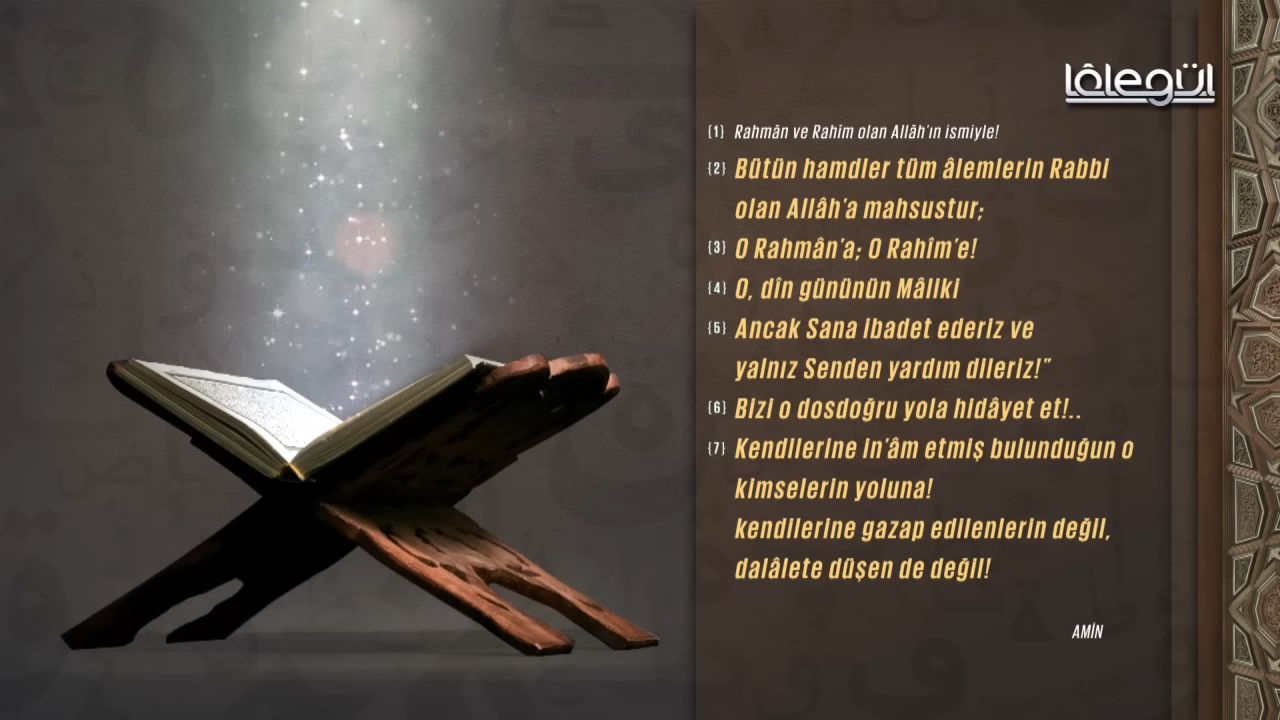 lâlegül
{1} Rahmân ve Rahîm olan Allâh'ın ismiyle!
{2} Bütün hamdler tüm âlemlerin Rabbi
olan Allâh'a mahsustur;
{3} O Rahmân'a; O Rahîm'e!
{4} O, dîn gününün Mâliki
{5} Ancak Sana ibadet ederiz ve
yalnız Senden yardım dileriz!"
{6} Bizi o dosdoğru yola hidâyet et!..
{7} Kendilerine in'âm etmiş bulunduğun o
kimselerin yoluna!
kendilerine gazap edilenlerin değil,
dalâlete düşen de değil!
AMİN